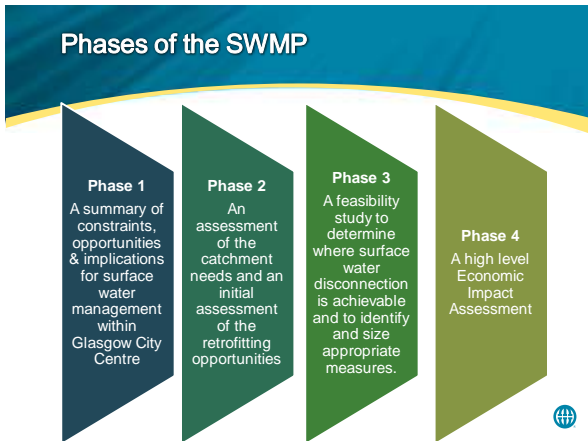 Phases of the SWMP
Phase 1
A summary of
constraints,
opportunities
& implications
for surface
water
management
within
Glasgow City
Centre
Phase 2
An
assessment
of the
catchment
needs and an
initial
assessment
of the
retrofitting
opportunities
Phase 3
A feasibility
study to
determine
where surface
water
disconnection
is achievable
and to identify
and size
appropriate
measures.
Phase 4
A high level
Economic
Impact
Assessment